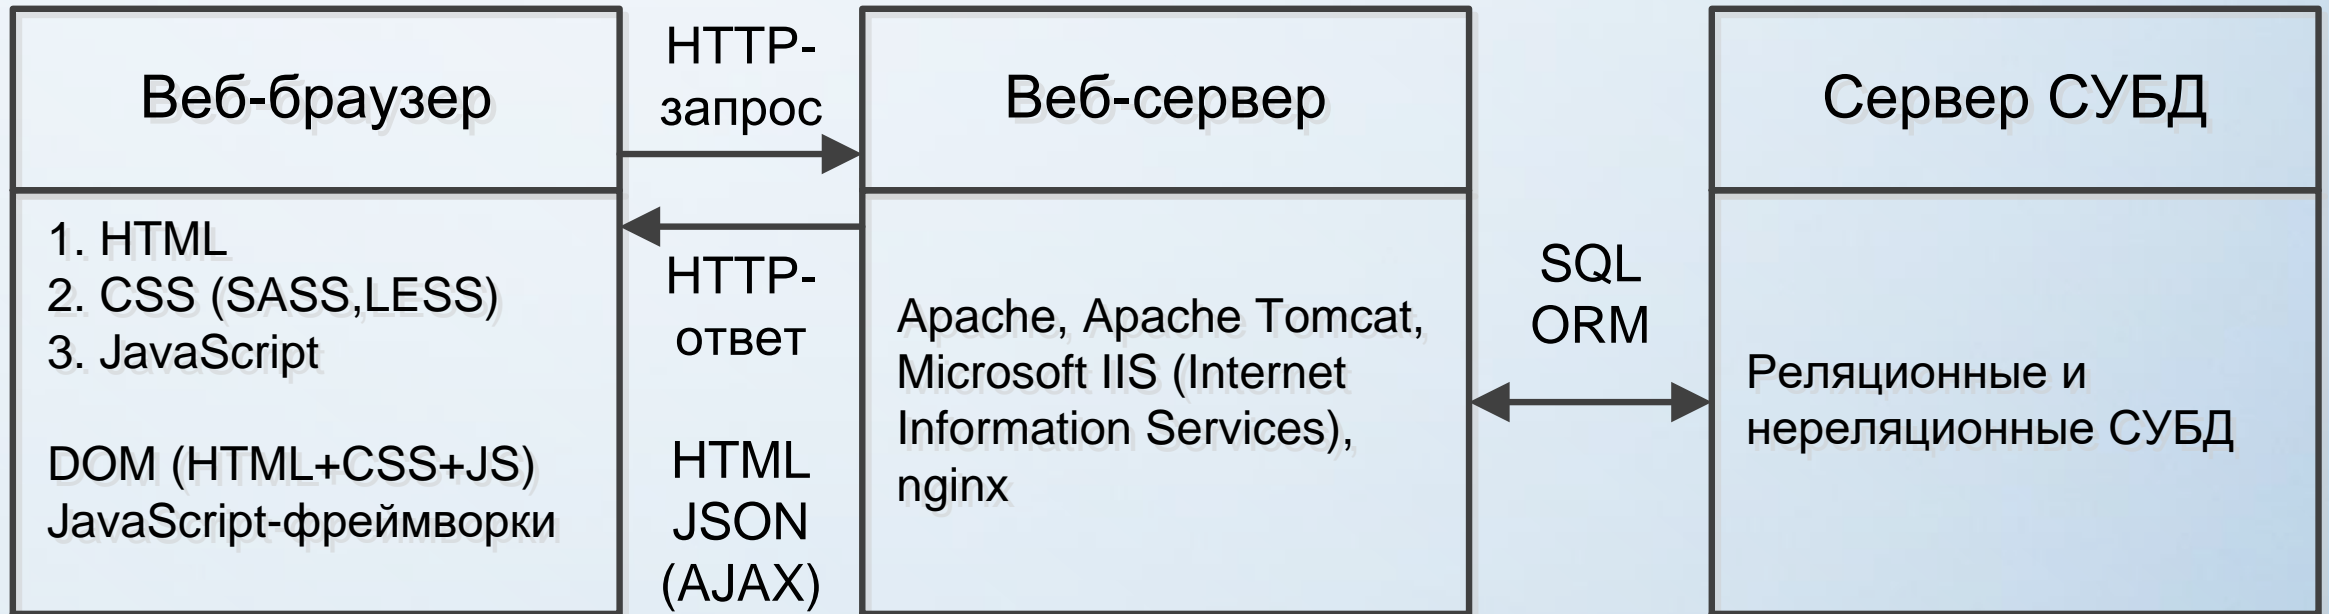 Веб-браузер
1. HTML
2. CSS (SASS,LESS)
3. JavaScript
DOM (HTML+CSS+JS)
JavaScript-фреймворки
HTTP-
запрос
HTTP-
ответ
HTML
JSON
(AJAX)
Веб-сервер
Apache, Apache Tomcat,
Microsoft IIS (Internet
Information Services),
nginx
SQL
ORM
Сервер СУБД
Реляционные и
нереляционные СУБД